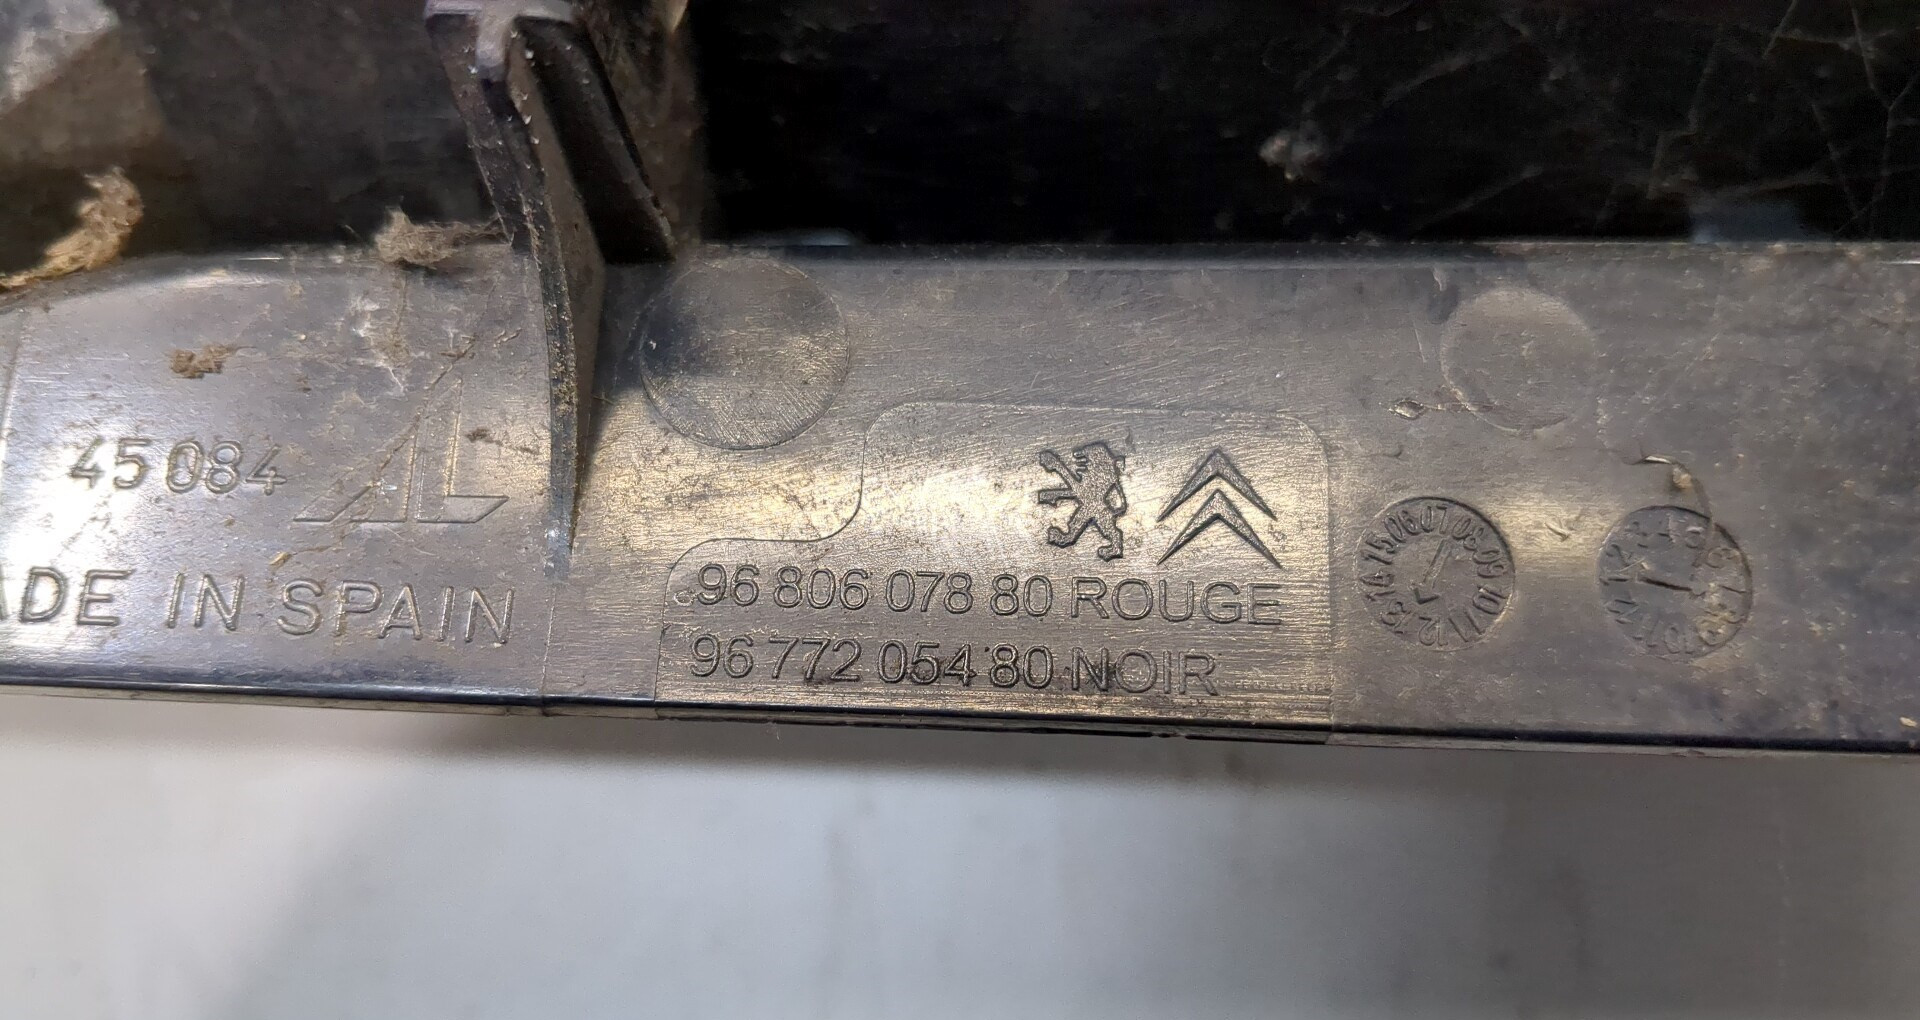 45 084
ADE IN SPAIN
96 806 078 80 ROUGE
96 772 054 80 NOIR